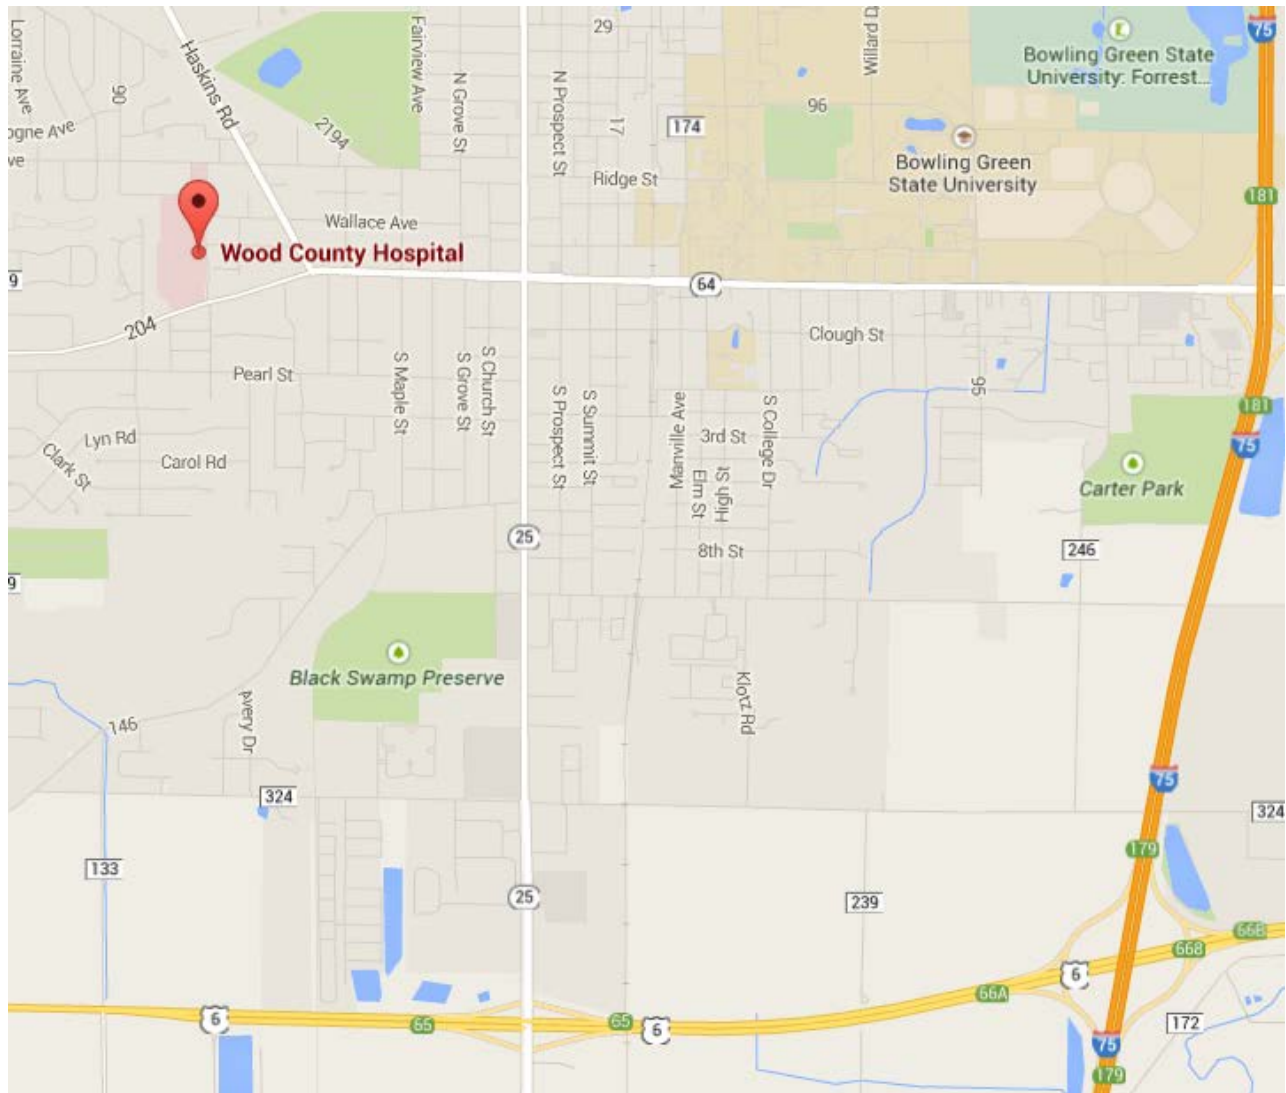 29
75
Lorraine Ave
Haskins Rd
Fairview Ave
Willard
Bowling Green State
University: Forrest...
90
N Grove St
N Prospect St
96
17
174
2194
ogne Ave
ve
Bowling Green
State University
Ridge St
181
Wallace Ave
Wood County Hospital
9
64
204
Clough St
Pearl St
S Maple St
S Grove St
S Church St
S Prospect St
S Summit St
Manville Ave
S College Dr
95
181
75
Lyn Rd
3rd St
Clark St
Carol Rd
Elm St
High St
Carter Park
25
8th St
246
9
Black Swamp Preserve
Klotz Rd
Avery Dr
146
75
324
324
179
133
25
239
66B
668
6
66A
6
65
65
6
172
75
179